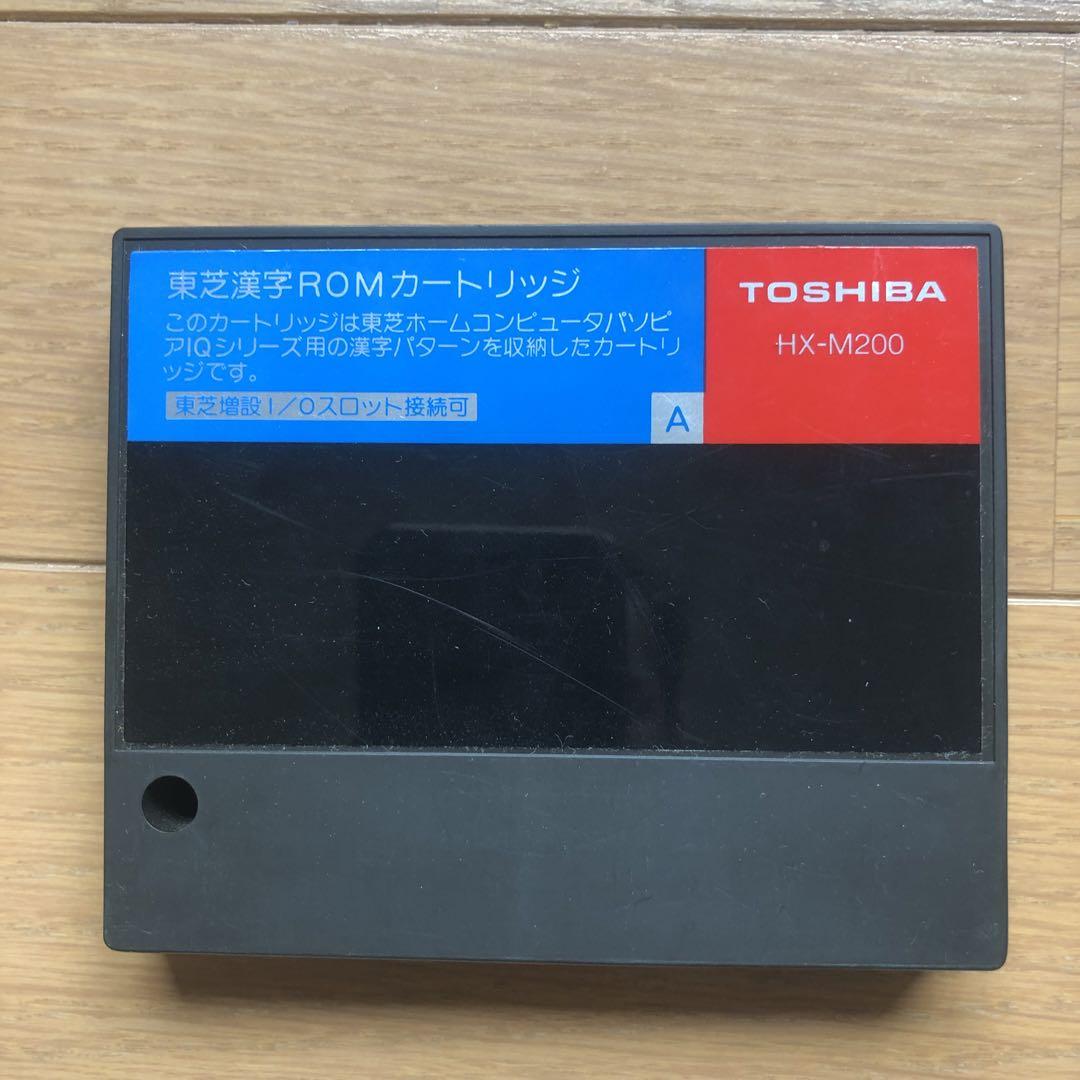 東芝漢字ROMカートリッジ
このカートリッジは東芝ホームコンピュータパソピ
アIQシリーズ用の漢字パターンを収納したカートリ
ッジです。
東芝増設I/Oスロット接続可
A
TOSHIBA
HX-M200